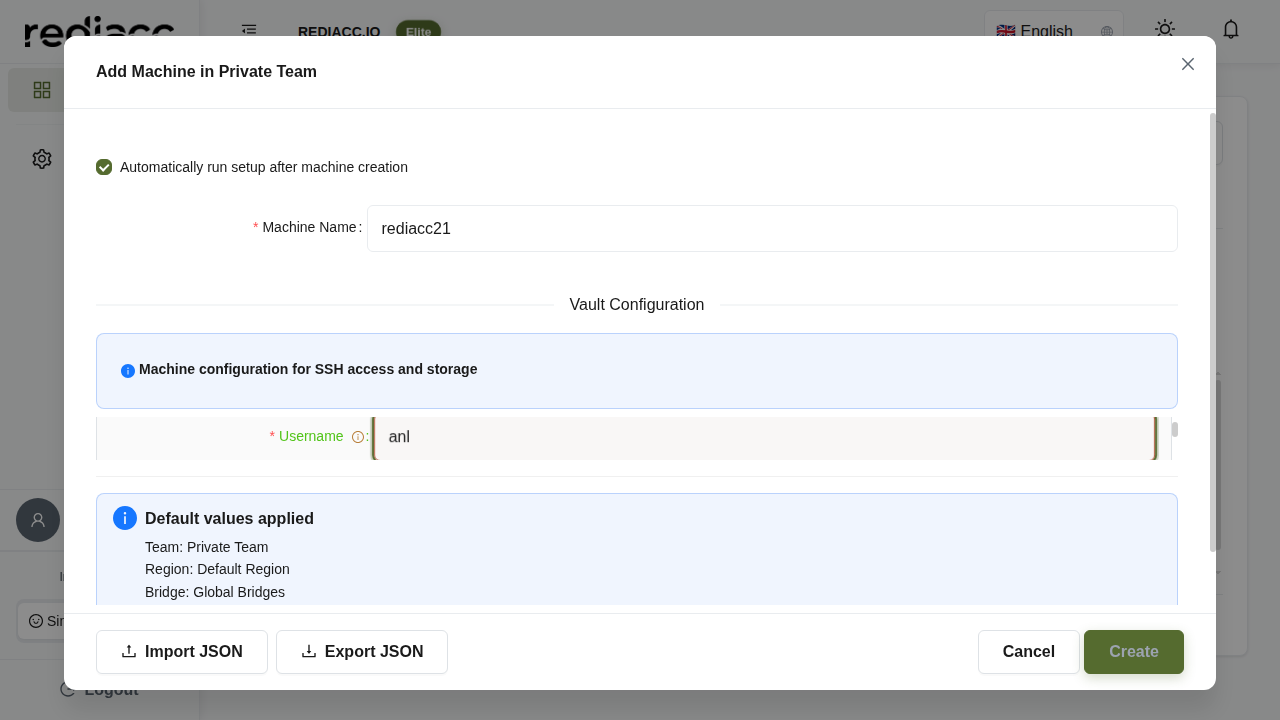 rediacc
REDIACC.IO
Elite
English
Add Machine in Private Team
Automatically run setup after machine creation
* Machine Name :
rediacc21
Vault Configuration
Machine configuration for SSH access and storage
* Username :
anl
Default values applied
Team: Private Team
Region: Default Region
Bridge: Global Bridges
Import JSON
Export JSON
Cancel
Create
Logout